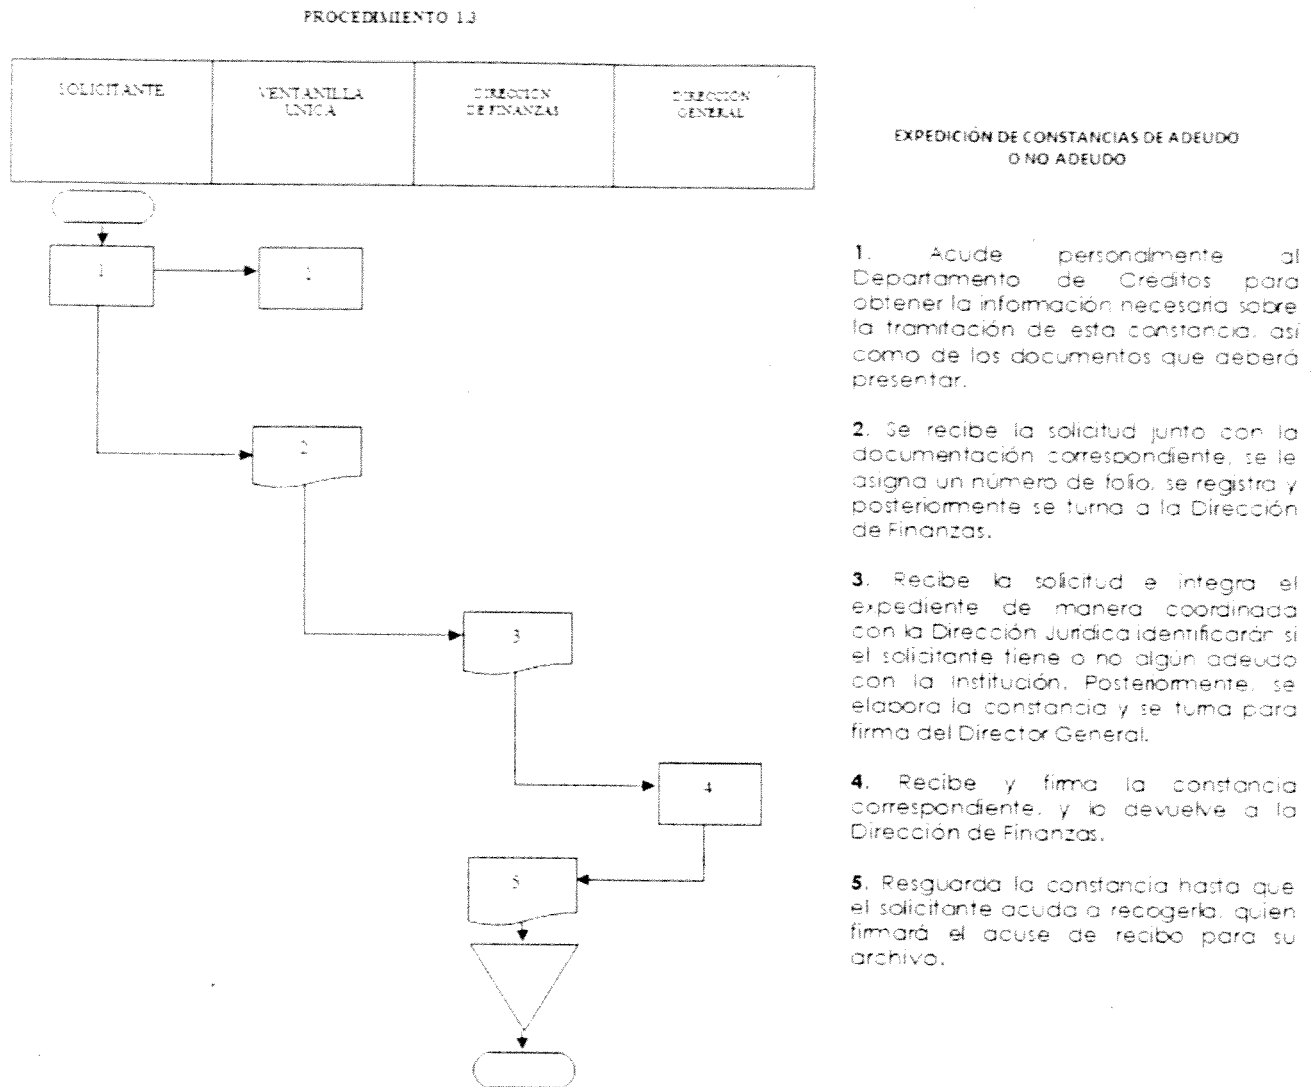 PROCEDIMIENTO 1.3
SOLICITANTE
VENTANILLA
UNICA
DIRECCION
DE FINANZAS
DIRECCION
GENERAL
EXPEDICIÓN DE CONSTANCIAS DE ADEUDO
O NO ADEUDO
1
1
2
3
4
5
1. Acude personalmente al
Departamento de Creditos para
obtener la información necesaria sobre
la tramitación de esta constancia, así
como de los documentos que deberá
presentar.
2. Se recibe la solicitud junto con la
documentación correspondiente, se le
asigna un número de folio, se registra y
posteriormente se turna a la Dirección
de Finanzas.
3. Recibe la solicitud e integra el
expediente de manera coordinada
con la Dirección Jurídica identificarán si
el solicitante tiene o no algún adeudo
con la Institución. Posteriormente, se
elabora la constancia y se turna para
firma del Director General.
4. Recibe y firma la constancia
correspondiente, y lo devuelve a la
Dirección de Finanzas.
5. Resguarda la constancia hasta que
el solicitante acuda a recogerla, quien
firmará el acuse de recibo para su
archivo.